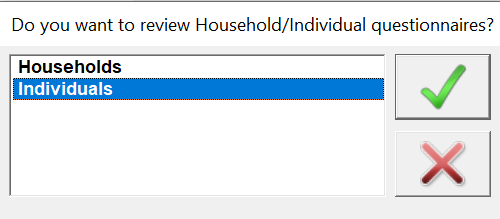 Do you want to review Household/Individual questionnaires?
Households
Individuals